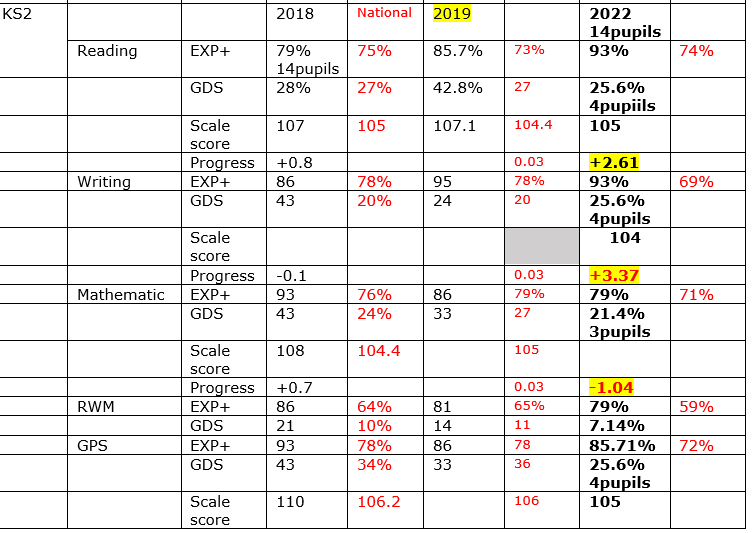 KS2 2018 National 2019 2022
14pupils
Reading EXP+ 79% 75% 85.7% 73% 93% 74%
14pupils
GDS 28% 27% 42.8% 27 25.6%
4pupiils
Scale 107 105 107.1 104.4 105
score
Progress +0.8 0.03 +2.61
Writing EXP+ 86 78% 95 78% 93% 69%
GDS 43 20% 24 20 25.6%
4pupils
Scale 104
score
Progress -0.1 0.03 +3.37
Mathematic EXP+ 93 76% 86 79% 79% 71%
GDS 43 24% 33 27 21.4%
3pupils
Scale 108 104.4 105
score
Progress +0.7 0.03 -1.04
RWM EXP+ 86 64% 81 65% 79% 59%
GDS 21 10% 14 11 7.14%
GPS EXP+ 93 78% 86 78 85.71% 72%
GDS 43 34% 33 36 25.6%
4pupils
Scale 110 106.2 106 105
score